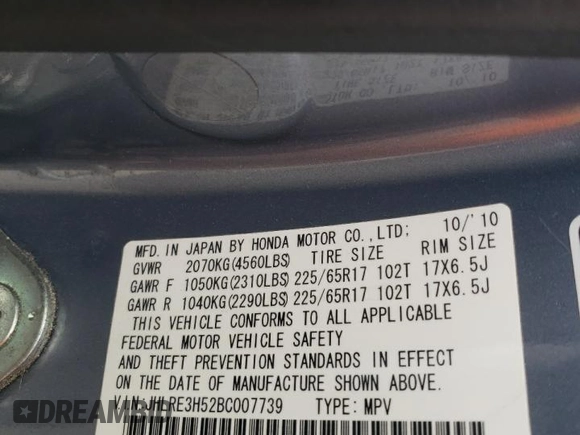 MFD. IN JAPAN BY HONDA MOTOR CO.,LTD; 10/'10
GVWR 2070KG(4560LBS) TIRE SIZE RIM SIZE
GAWR F 1050KG(2310LBS) 225/65R17 102T 17X6.5J
GAWR R 1040KG(2290LBS) 225/65R17 102T 17X6.5J
THIS VEHICLE CONFORMS TO ALL APPLICABLE
FEDERAL MOTOR VEHICLE SAFETY
AND THEFT PREVENTION STANDARDS IN EFFECT
ON THE DATE OF MANUFACTURE SHOWN ABOVE.
TYPE: MPV
DREAMBID